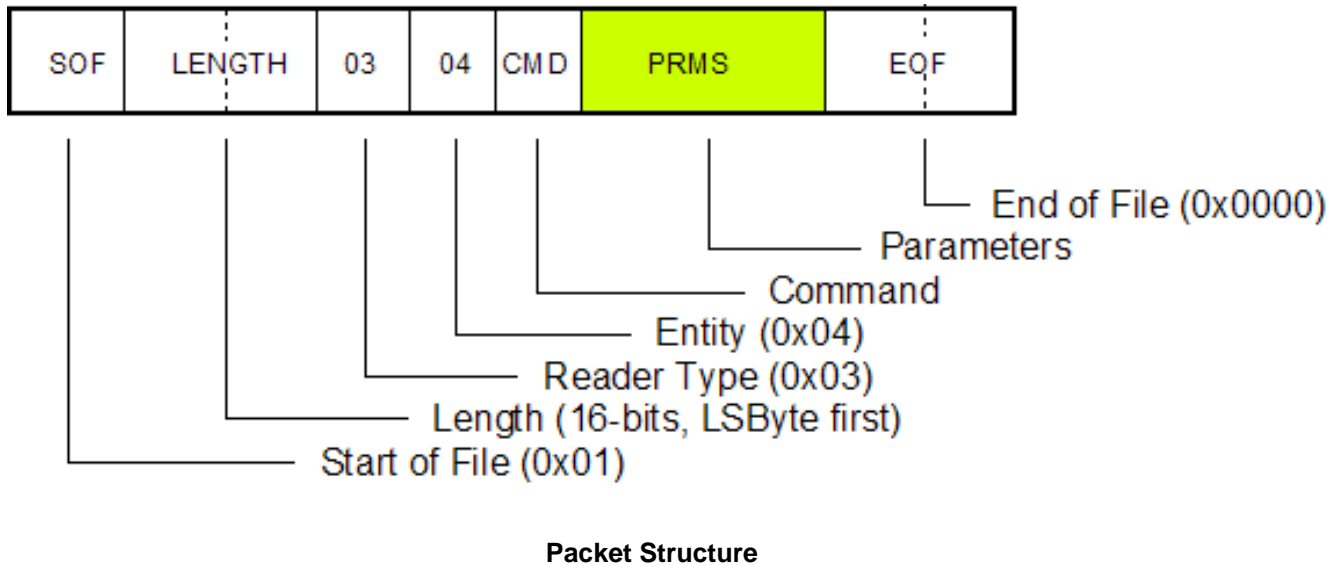 SOF LENGTH 03 04 CMD PRMS EOF
End of File (0x0000)
Parameters
Command
Entity (0x04)
Reader Type (0x03)
Length (16-bits, LSByte first)
Start of File (0x01)
Packet Structure